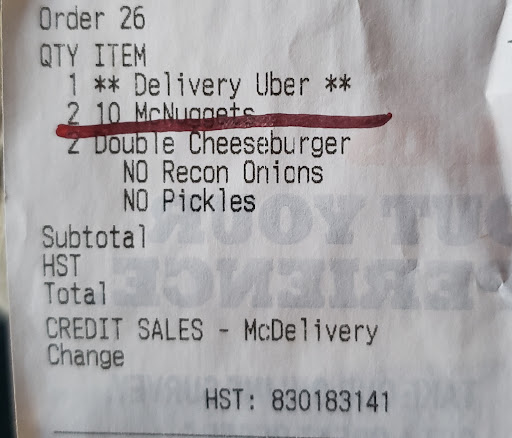 Order 26
QTY ITEM
1 ** Delivery Uber **
2 10 McNuggets
2 Double Cheeseburger
NO Recon Onions
NO Pickles
Subtotal
HST
Total
CREDIT SALES - McDelivery
Change
HST: 830183141